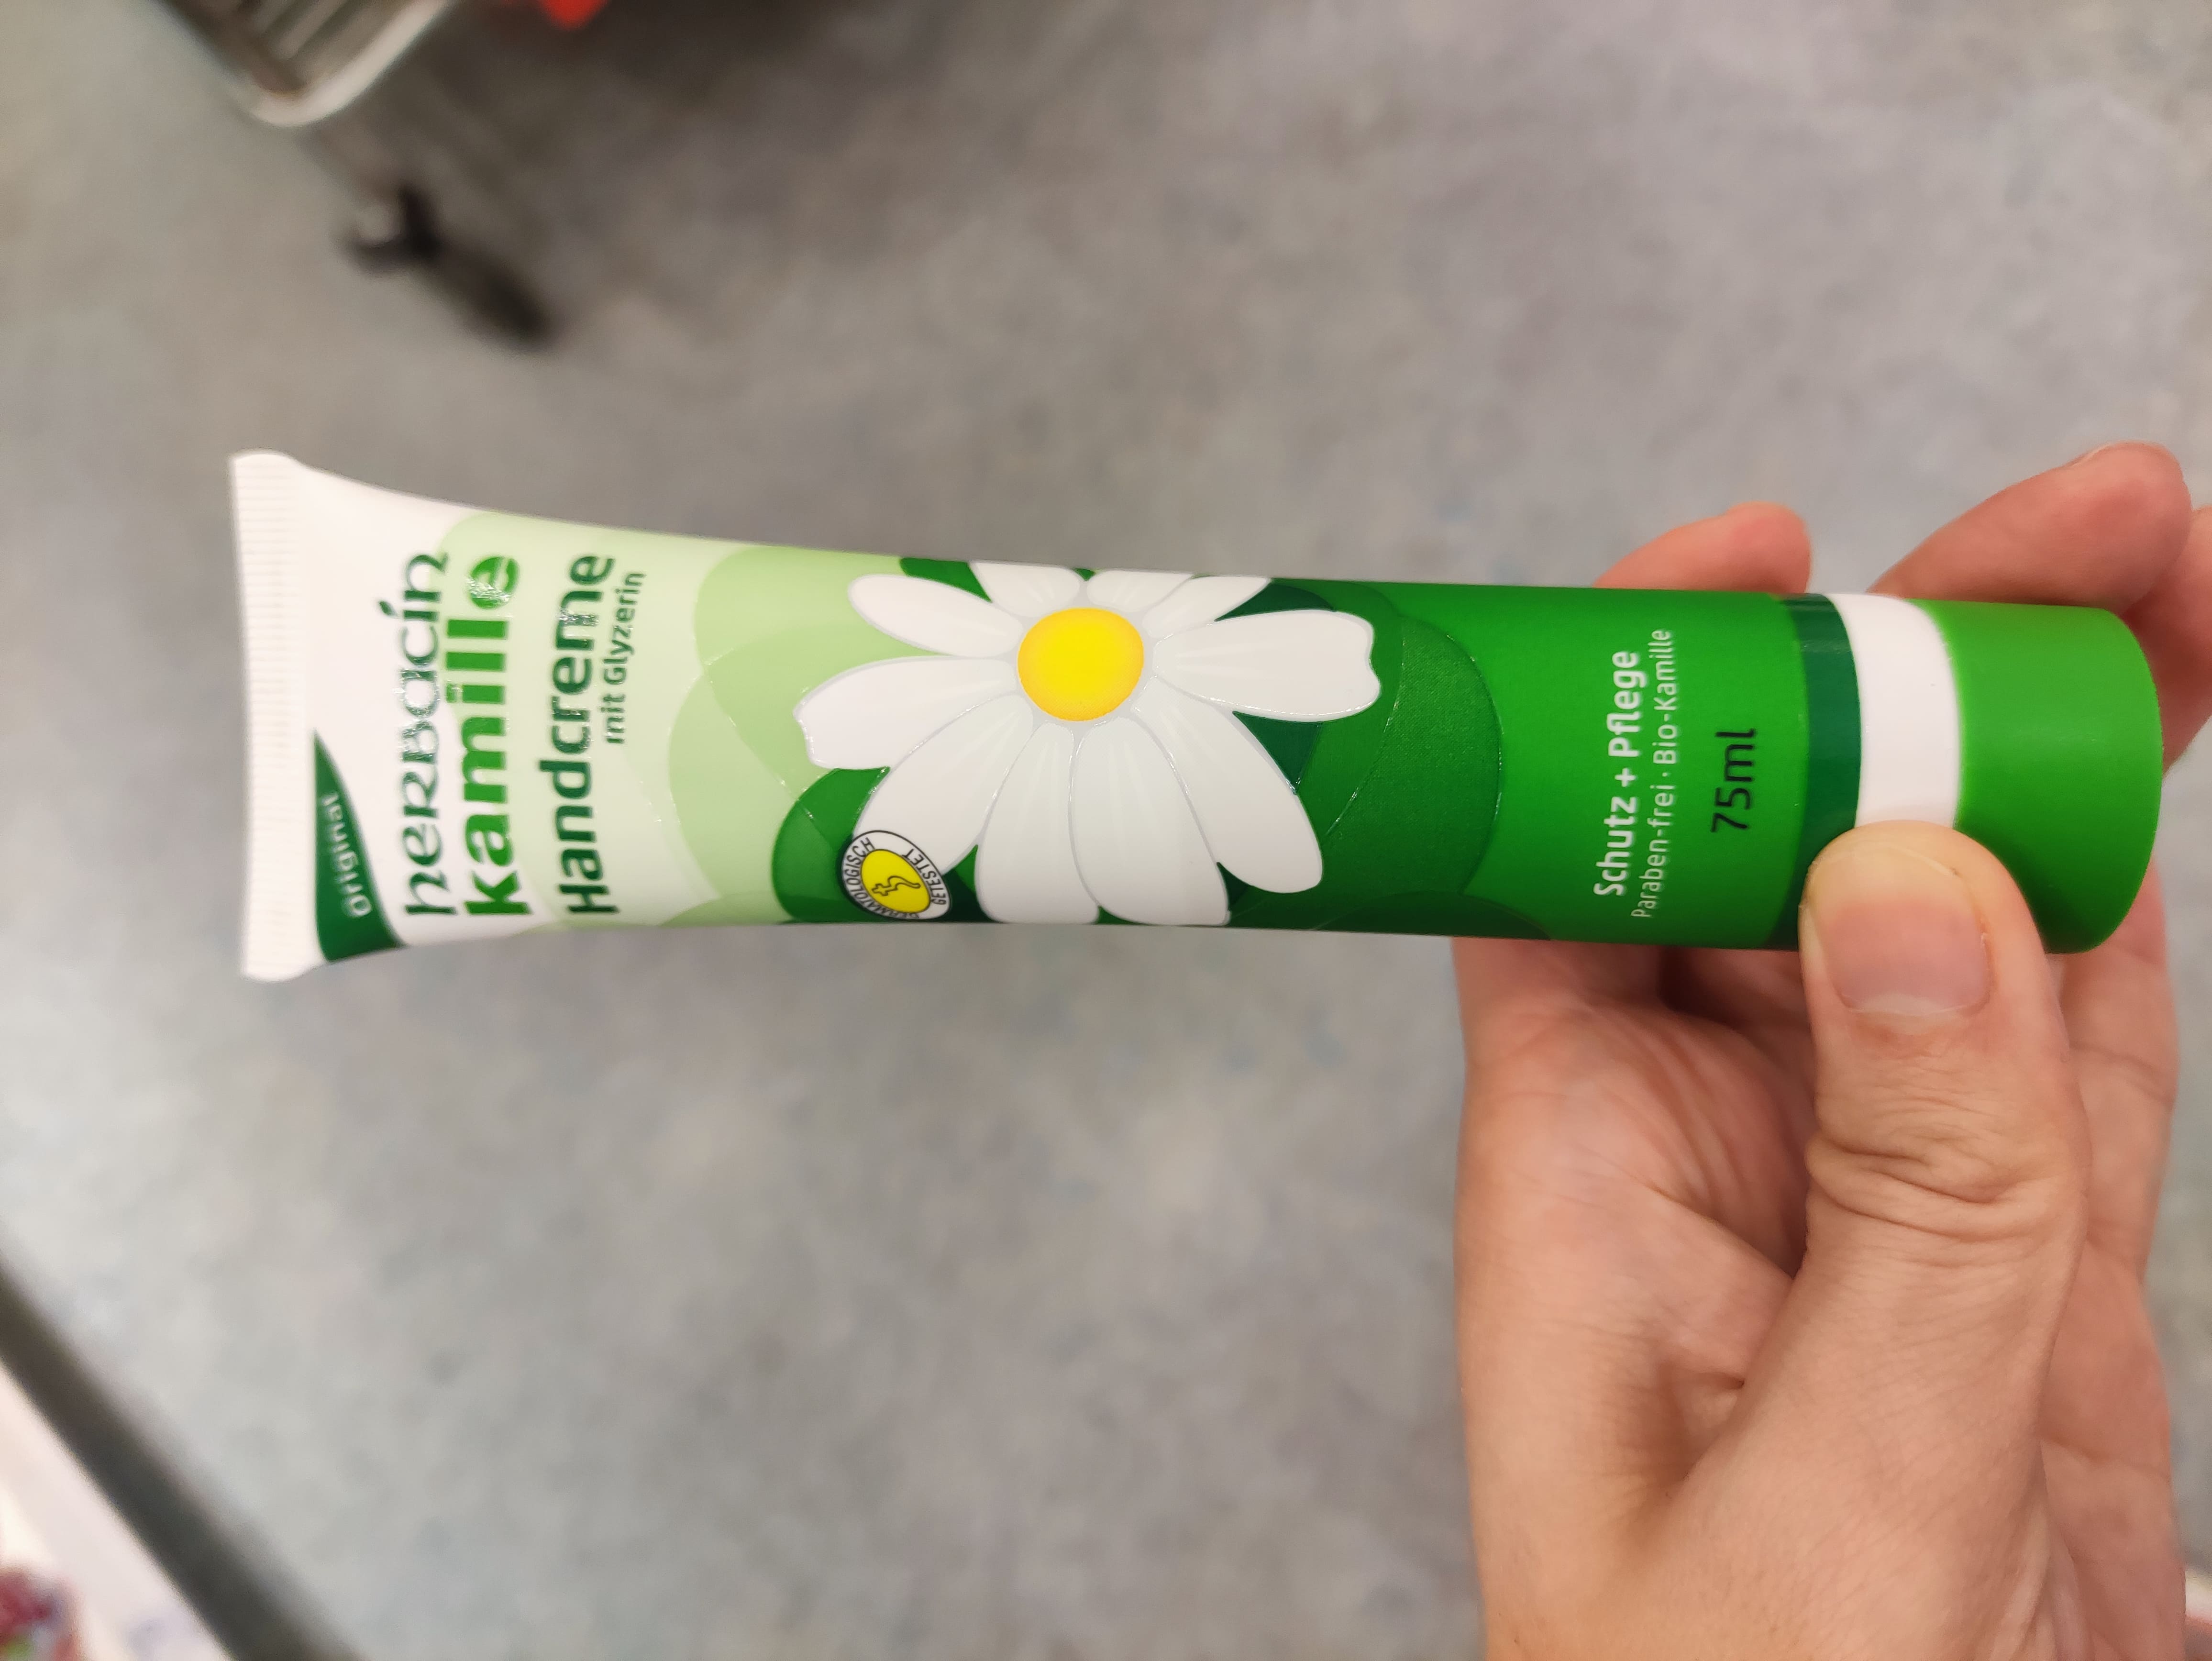 Original
herbacin
kamille
Handcreme
mit Glyzerin
DERMATOLOGISCH
GETESTET
Schutz + Pflege
Paraben-frei · Bio-Kamille
75ml